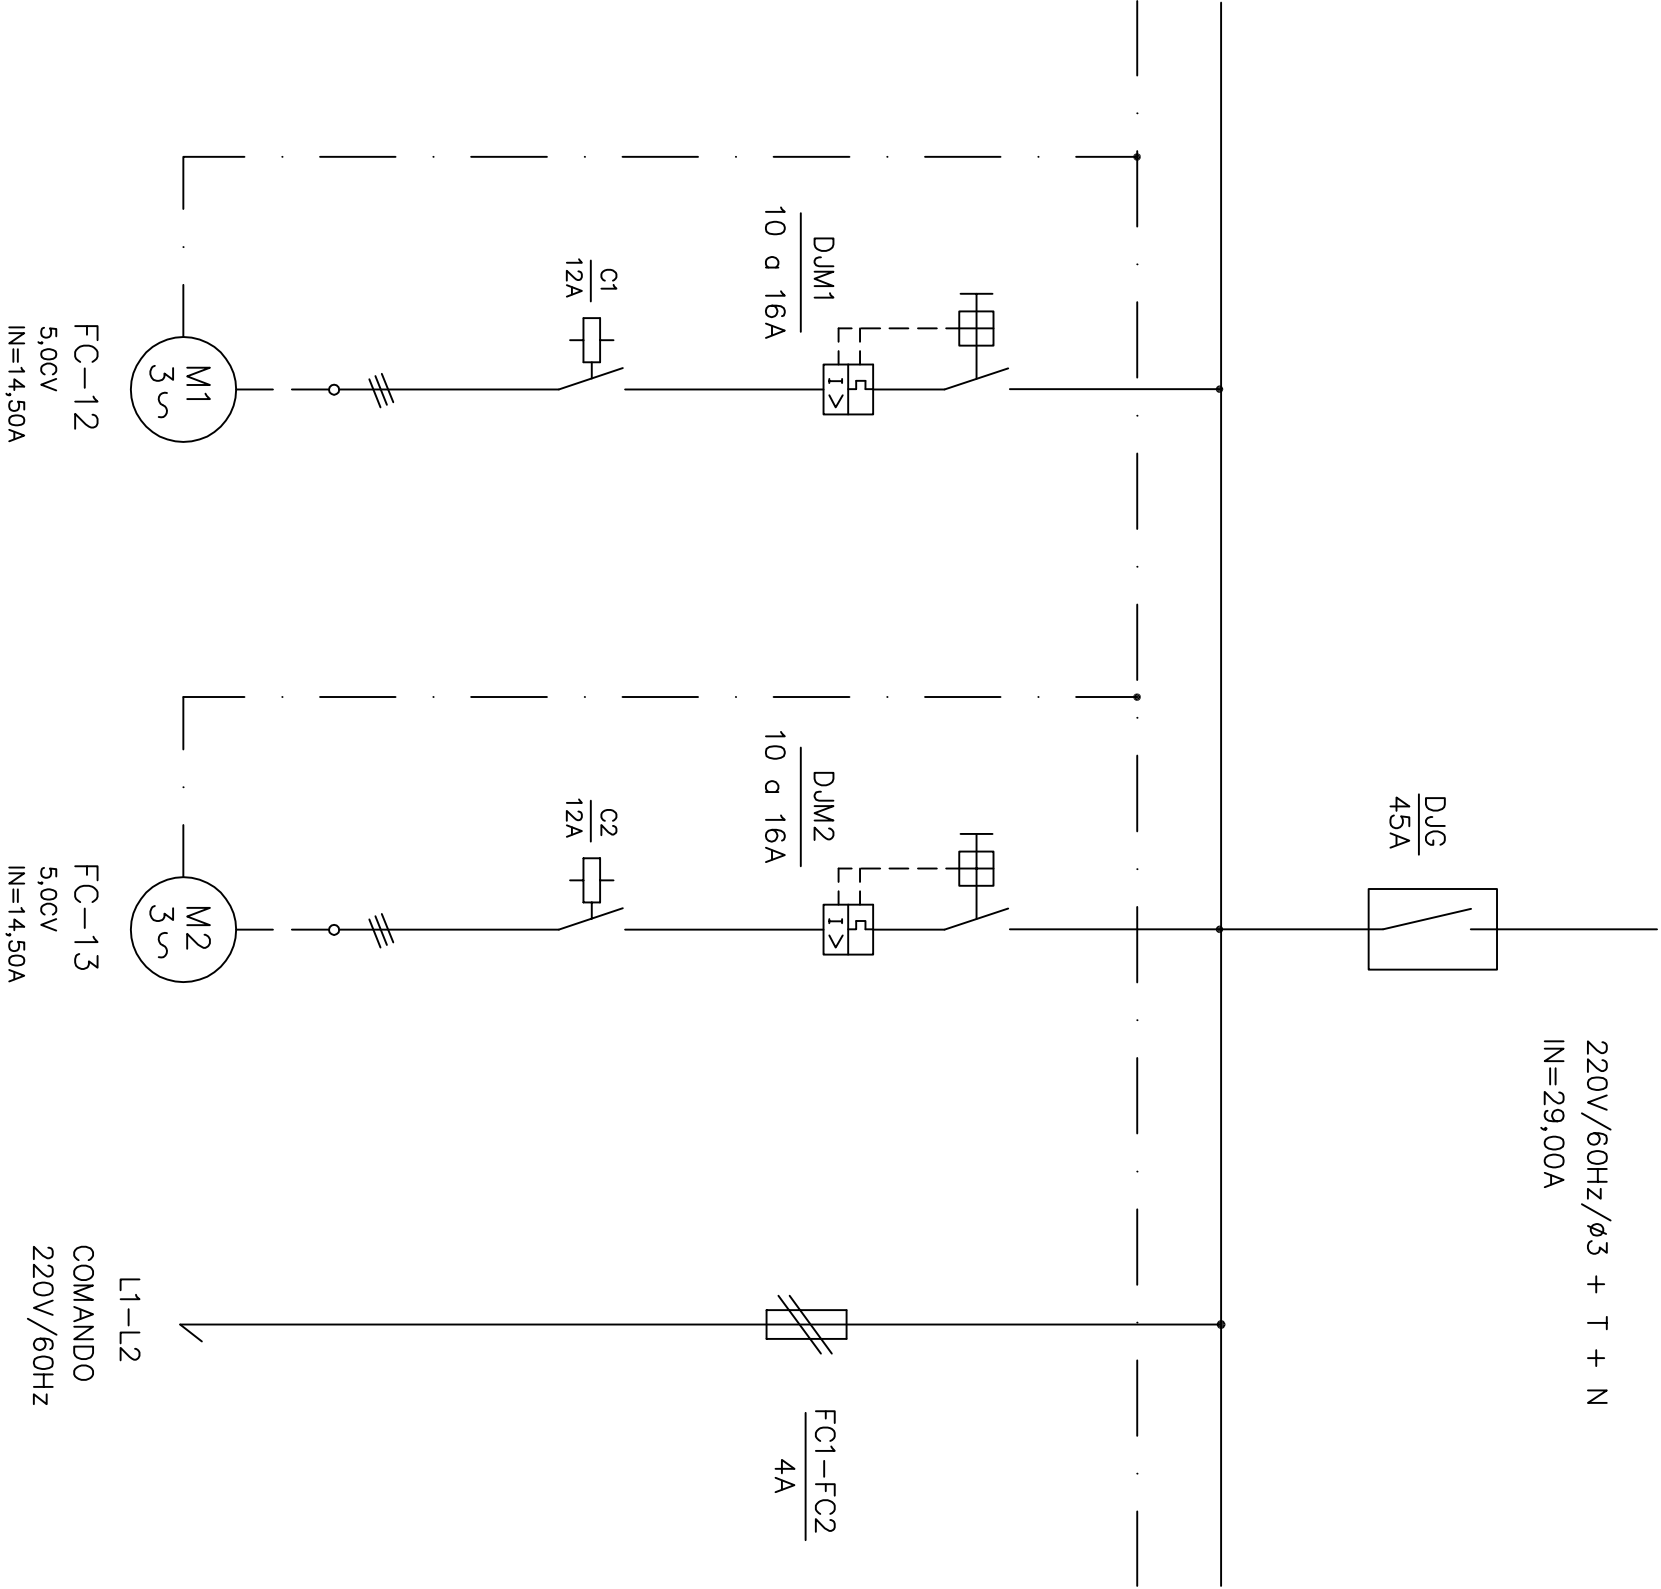 220V/60Hz/ø3 + T + N
IN=29,00A
DJG
45A
DJM1
10 a 16A
I>
C1
12A
M1
3~
FC-12
5,0CV
IN=14,50A
DJM2
10 a 16A
I>
C2
12A
M2
3~
FC-13
5,0CV
IN=14,50A
FC1-FC2
4A
L1-L2
COMANDO
220V/60Hz